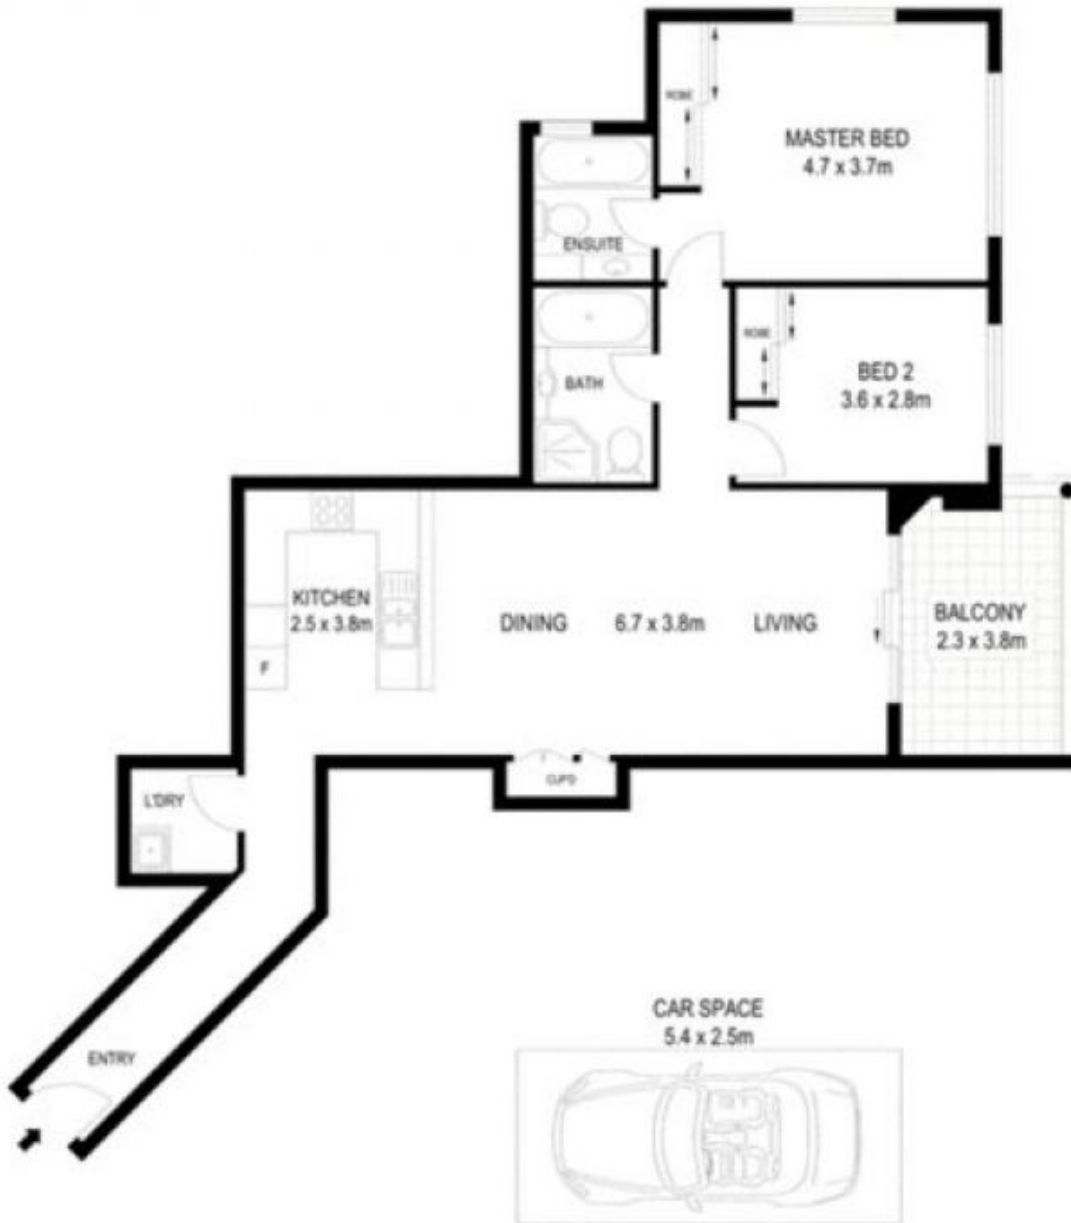 ROBE
MASTER BED
4.7 x 3.7m
ENSUITE
ROBE
BED 2
3.6 x 2.8m
BATH
KITCHEN
2.5 x 3.8m
DINING 6.7 x 3.8m LIVING
BALCONY
2.3 x 3.8m
F
CUP'D
L'DRY
CAR SPACE
5.4 x 2.5m
ENTRY